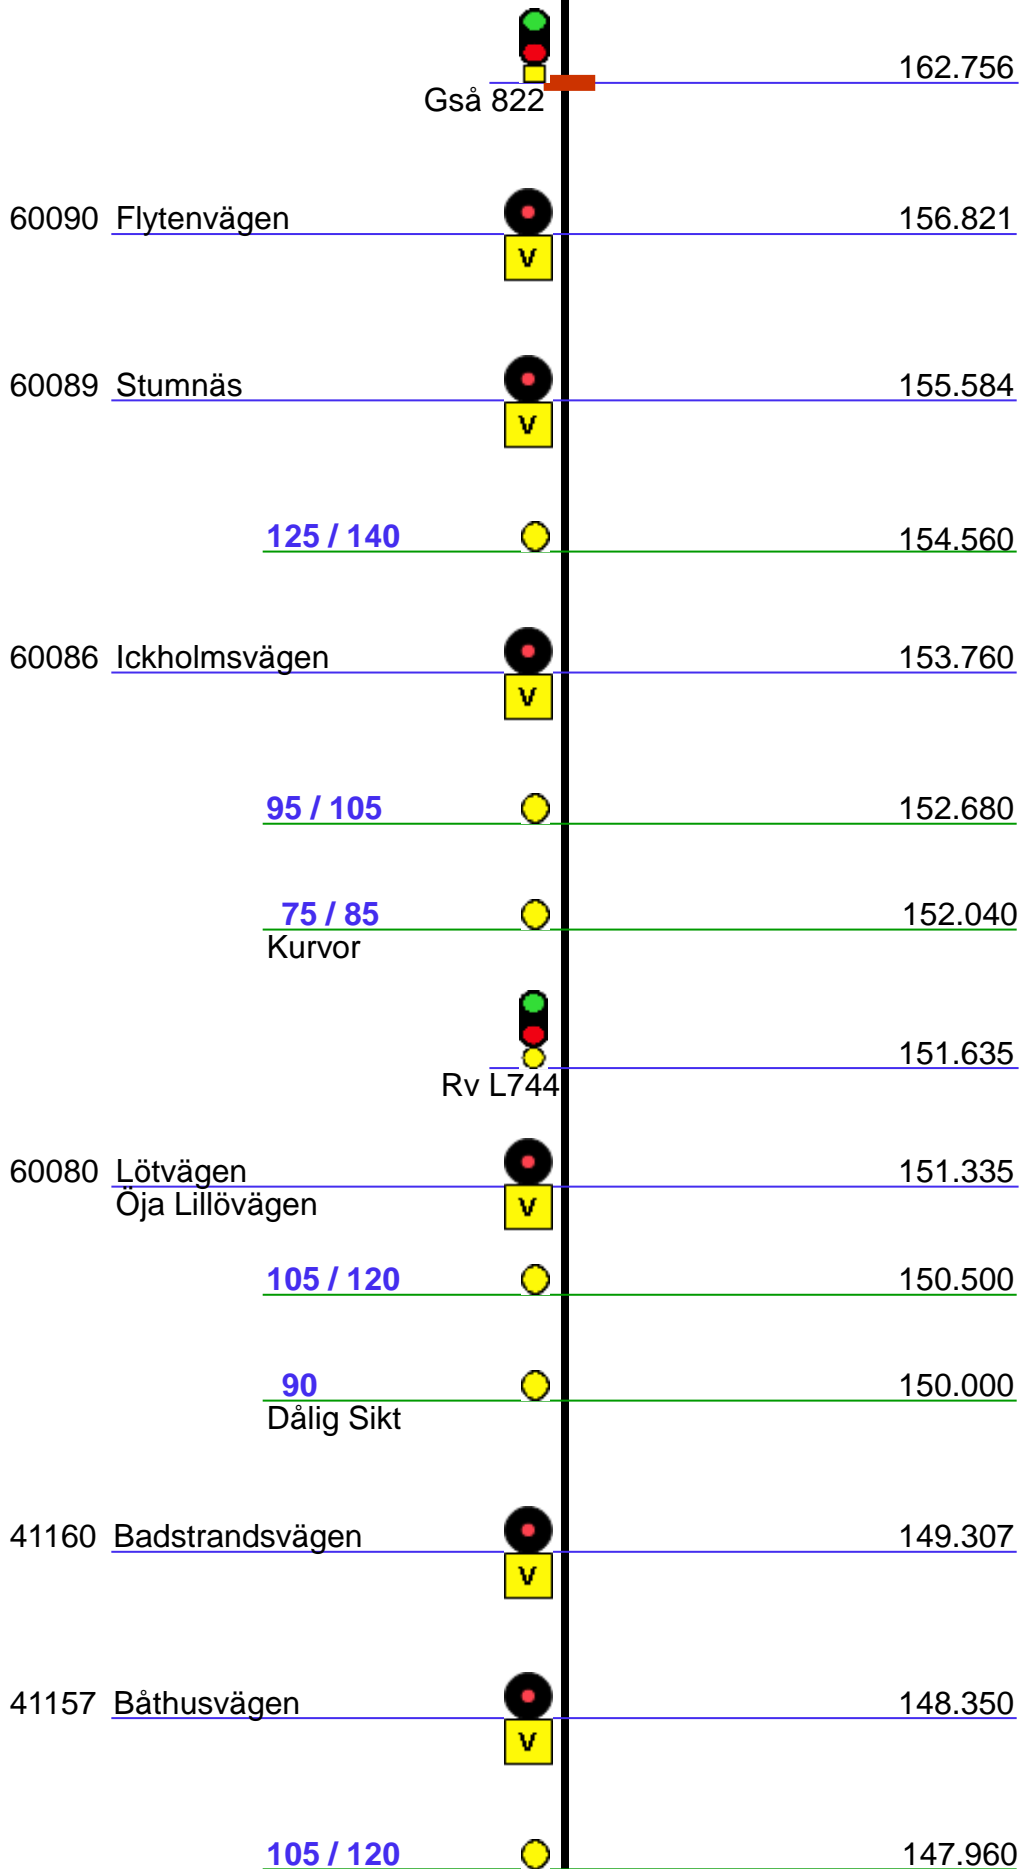 162.756
Gså 822
60090 Flytenvägen 156.821
V
60089 Stumnäs 155.584
V
125 / 140 154.560
60086 Ickholmsvägen 153.760
V
95 / 105 152.680
75 / 85 152.040
Kurvor
151.635
Rv L744
60080 Lötvägen 151.335
Öja Lillövägen V
105 / 120 150.500
90 150.000
Dålig Sikt
41160 Badstrandsvägen 149.307
V
41157 Båthusvägen 148.350
V
105 / 120 147.960